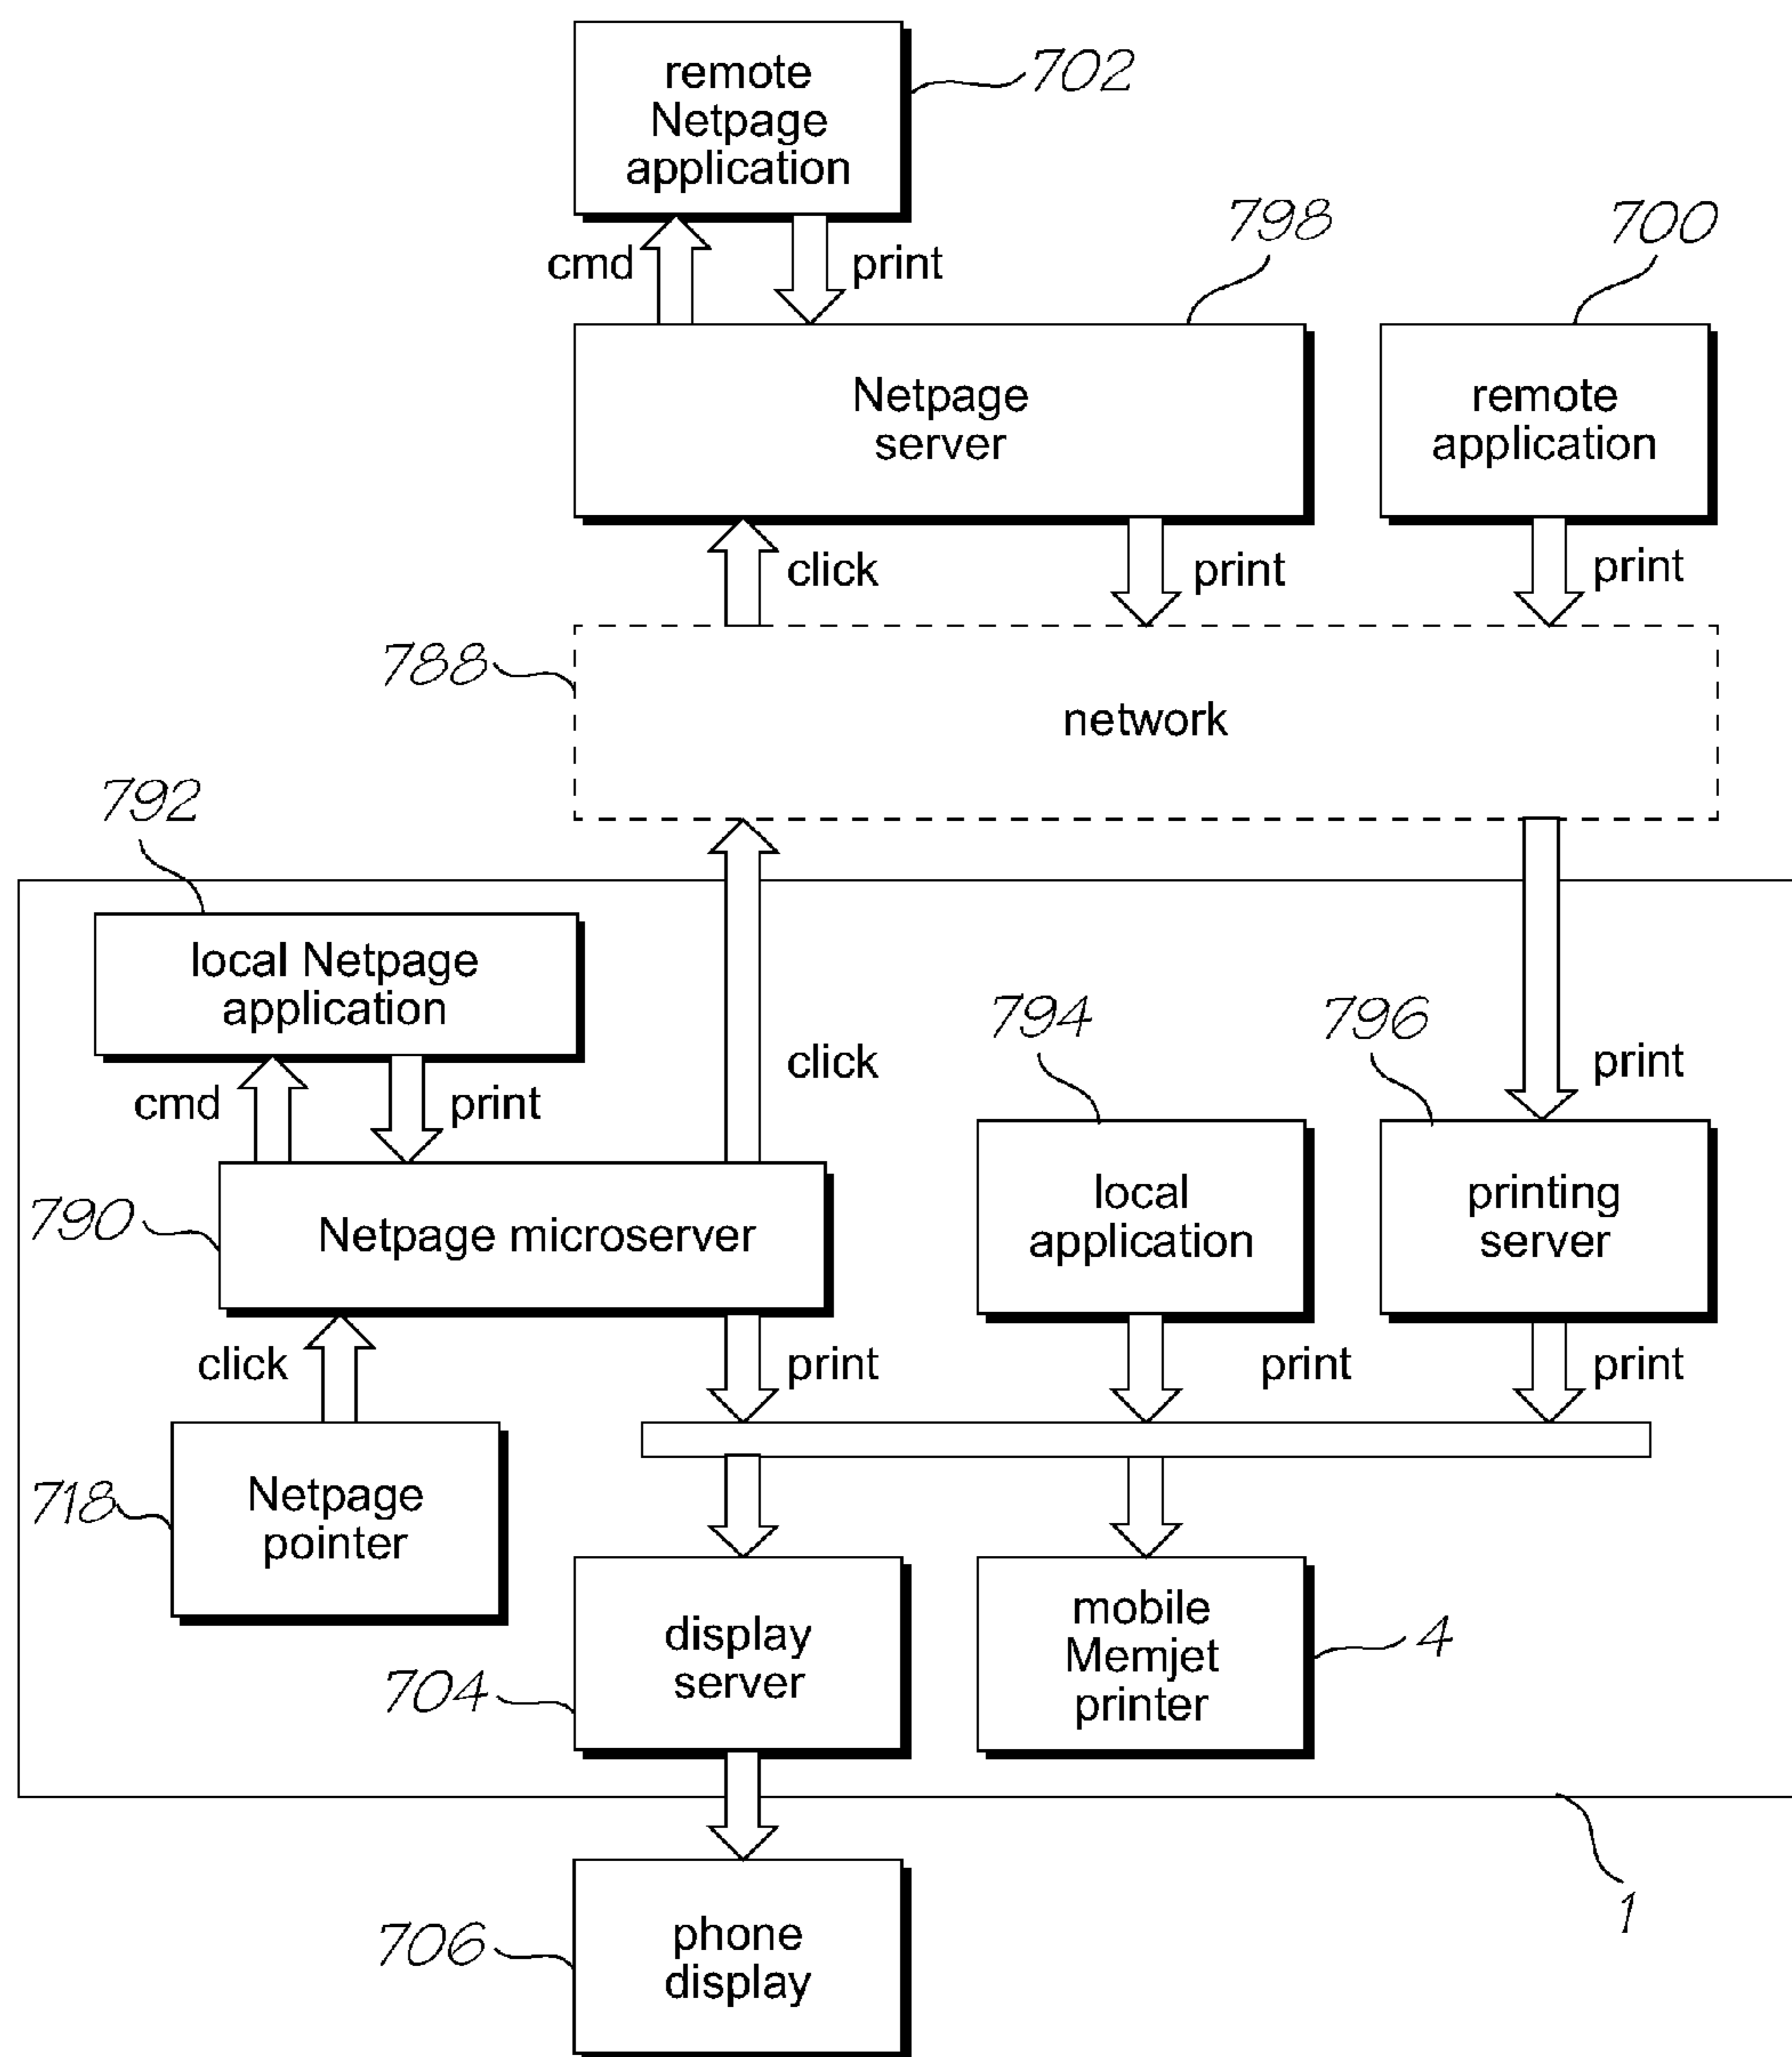 remote
Netpage
application
702
cmd
print
798
700
Netpage
server
remote
application
click
print
print
788
network
792
local Netpage
application
794
796
click
print
cmd
print
790
Netpage microserver
local
application
printing
server
click
print
print
print
718
Netpage
pointer
display
server
704
mobile
Memjet
printer
4
1
706
phone
display